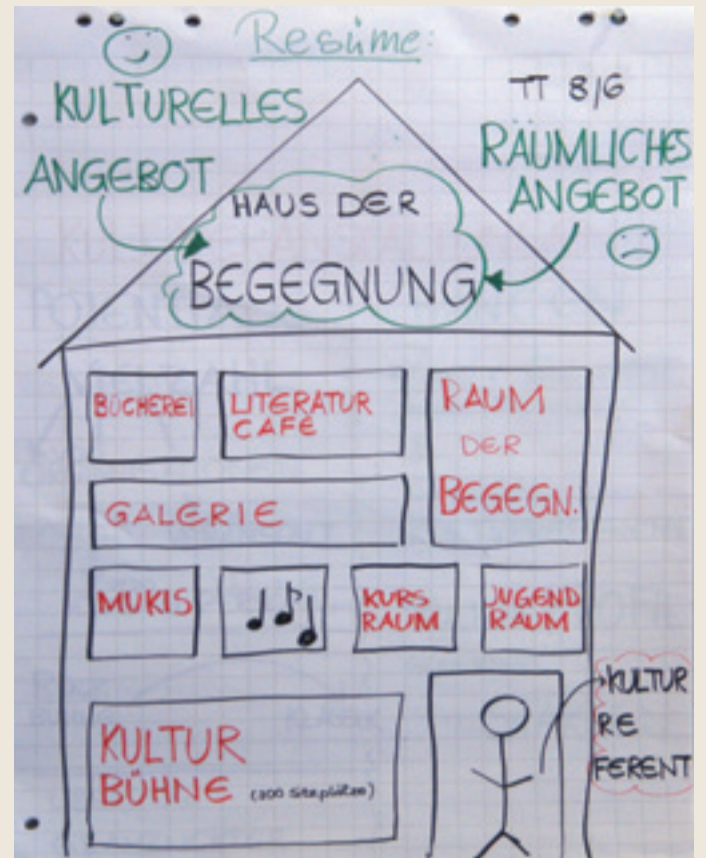 Resüme:
KULTURELLES
ANGEBOT
TT 8/6
RÄUMLICHES
ANGEBOT
HAUS DER
BEGEGNUNG
BÜCHEREI
LITERATUR
CAFÉ
RAUM
DER
BEGEGN.
GALERIE
MUKIS
KURS
RAUM
JUGEND
RAUM
KULTUR
BÜHNE (200 Sitzplätze)
KULTUR
RE
FERENT